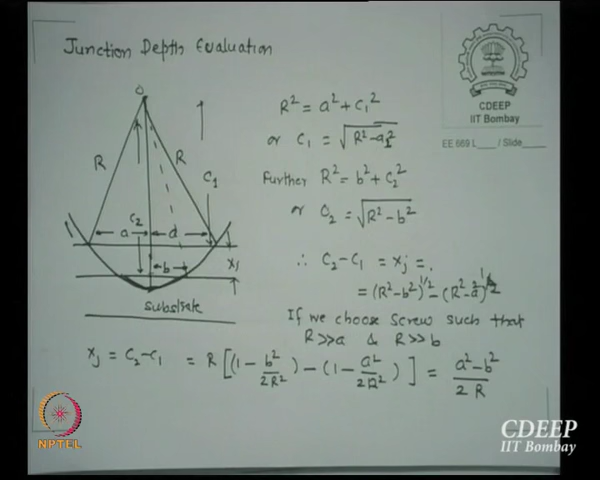 Junction Depth Evaluation
CDEEP
IIT Bombay
EE 669 L____ / Slide____
O
R
R
C₁
C₂
a
d
b
xj
substrate
R² = a² + C₁²
or C₁ = √(R² - a²)
Further R² = b² + C₂²
or C₂ = √(R² - b²)
∴ C₂ - C₁ = xj = .
= (R² - b²)^1/2 - (R² - a²)^1/2
If we choose screw such that
R >> a & R >> b
xj = C₂ - C₁ = R [(1 - b²/2R²) - (1 - a²/2R²)] = (a² - b²)/2R
NPTEL
CDEEP
IIT Bombay